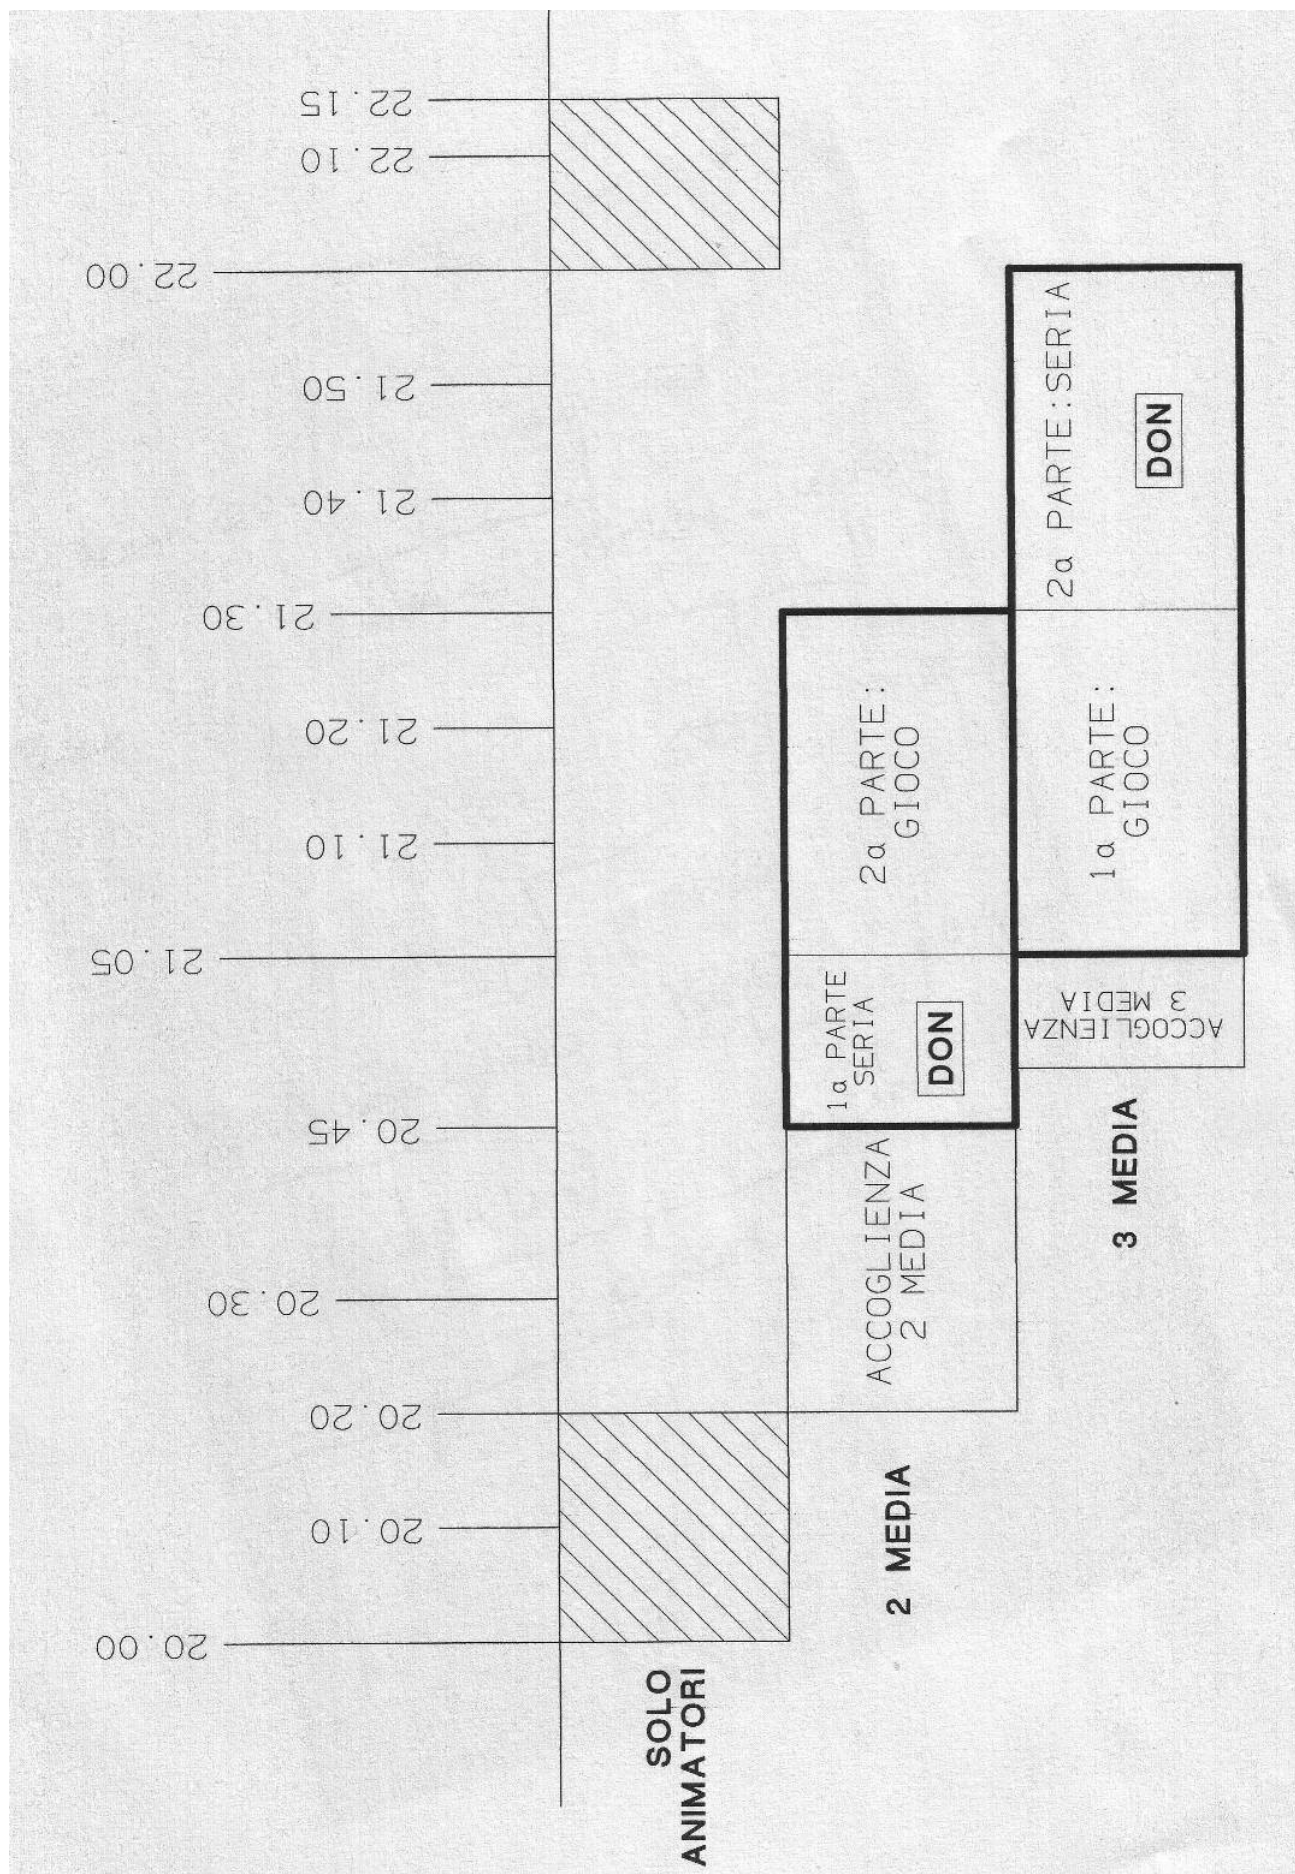 20.00
20.10
20.20
20.30
20.45
21.05
21.10
21.20
21.30
21.40
21.50
22.00
22.10
22.15
SOLO
ANIMATORI
2 MEDIA
ACCOGLIENZA
2 MEDIA
1a PARTE
SERIA
DON
2a PARTE:
GIOCO
3 MEDIA
ACCOGLIENZA
3 MEDIA
1a PARTE:
GIOCO
2a PARTE:SERIA
DON